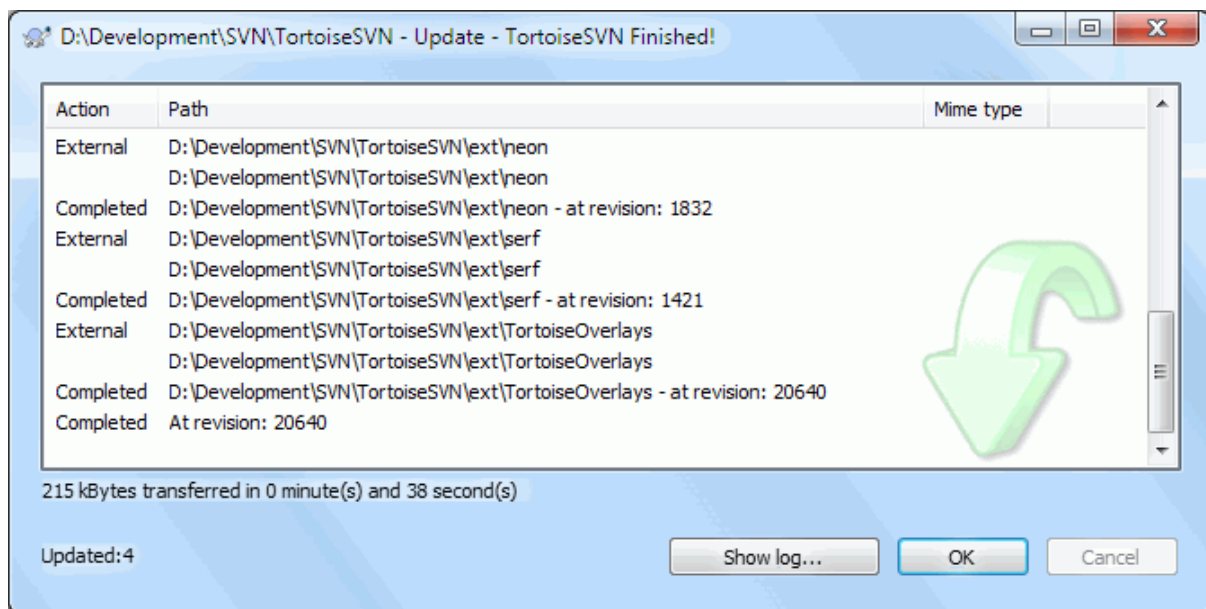 D:\Development\SVN\TortoiseSVN - Update - TortoiseSVN Finished!
Action Path Mime type
External D:\Development\SVN\TortoiseSVN\ext\neon
D:\Development\SVN\TortoiseSVN\ext\neon
Completed D:\Development\SVN\TortoiseSVN\ext\neon - at revision: 1832
External D:\Development\SVN\TortoiseSVN\ext\serf
D:\Development\SVN\TortoiseSVN\ext\serf
Completed D:\Development\SVN\TortoiseSVN\ext\serf - at revision: 1421
External D:\Development\SVN\TortoiseSVN\ext\TortoiseOverlays
D:\Development\SVN\TortoiseSVN\ext\TortoiseOverlays
Completed D:\Development\SVN\TortoiseSVN\ext\TortoiseOverlays - at revision: 20640
Completed At revision: 20640
215 kBytes transferred in 0 minute(s) and 38 second(s)
Updated:4
Show log... OK Cancel